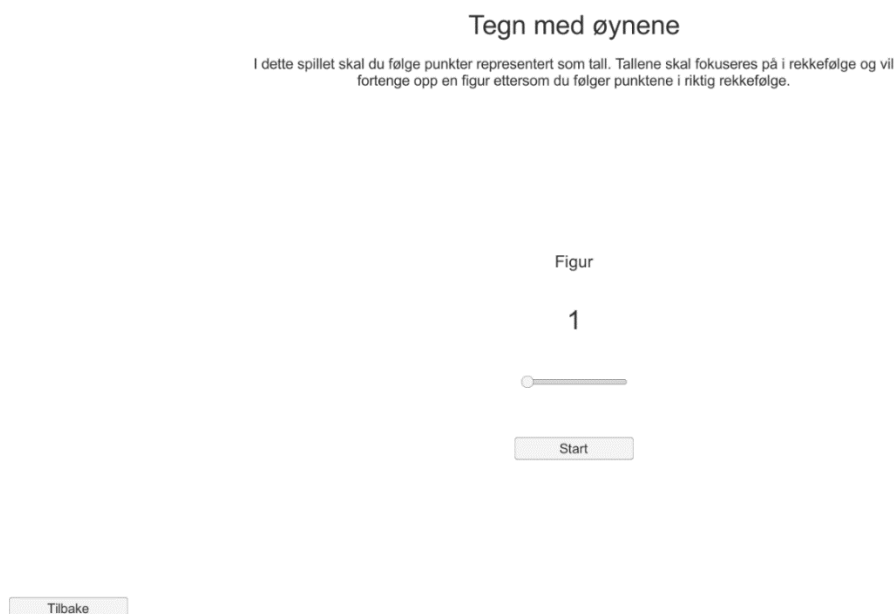 Tegn med øynene
I dette spillet skal du følge punkter representert som tall. Tallene skal fokuseres på i rekkefølge og vil
fortenge opp en figur ettersom du følger punktene i riktig rekkefølge.
Figur
1
Start
Tilbake